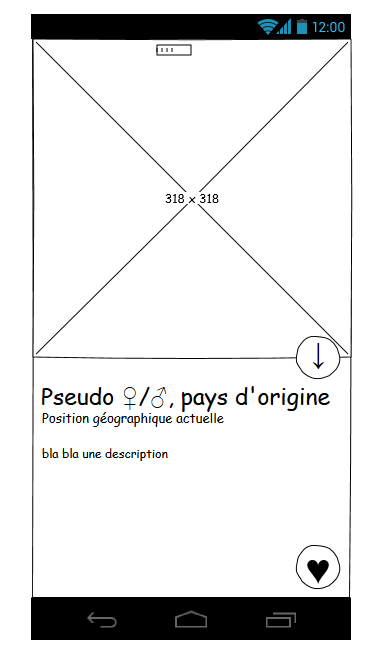 12:00
318 x 318
Pseudo ♀/♂, pays d'origine
Position géographique actuelle
bla bla une description